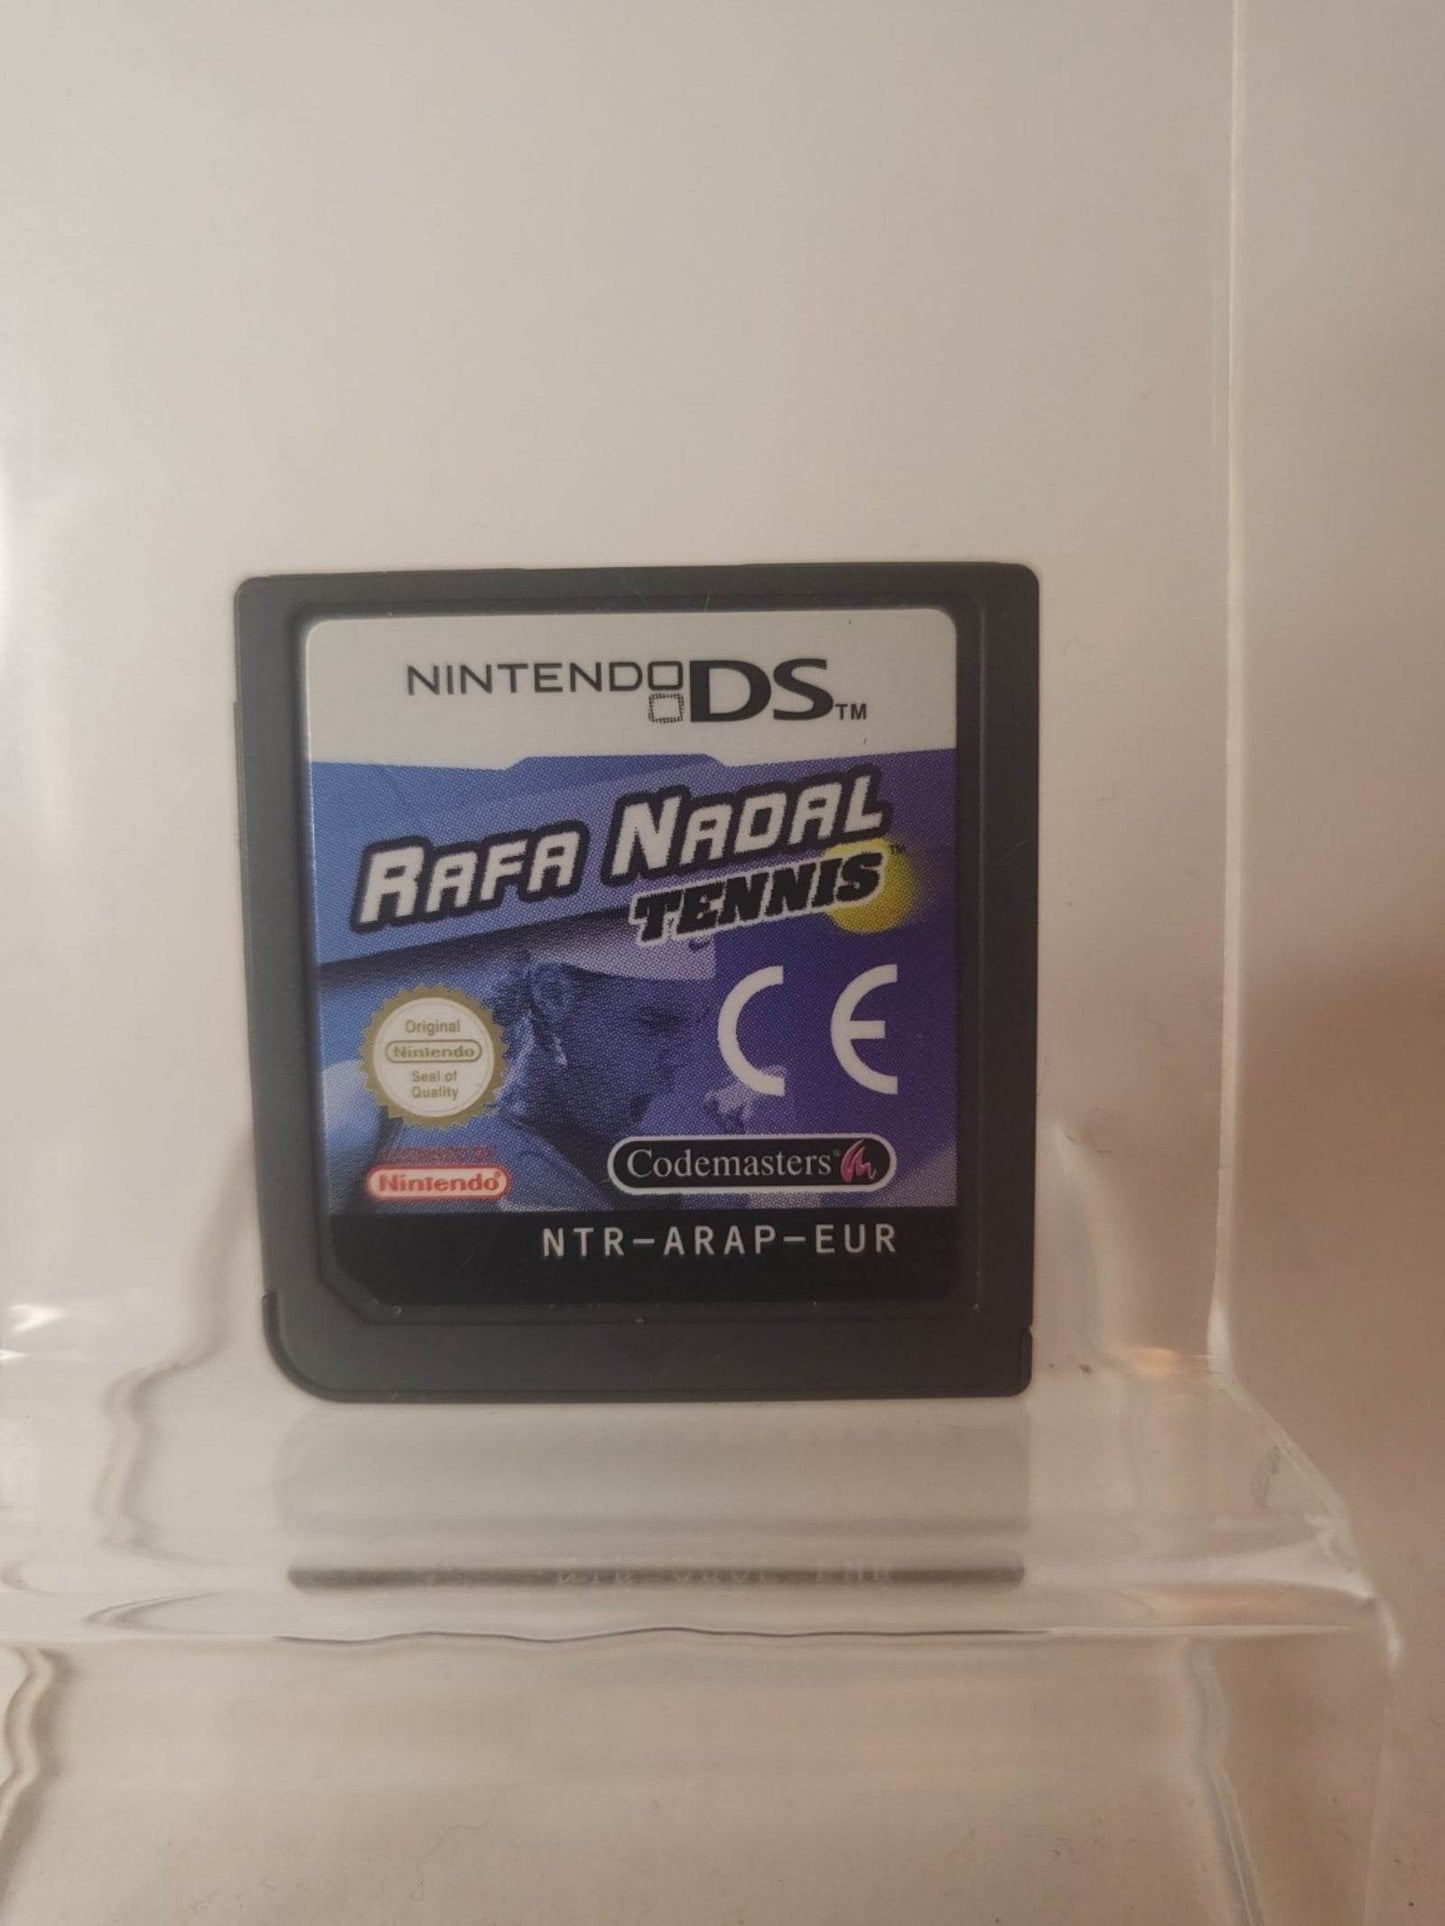 NINTENDO DS™
RAFA NADAL
TENNIS™
CE
Original
Nintendo
Seal of
Quality
Nintendo®
Codemasters®
NTR-ARAP-EUR